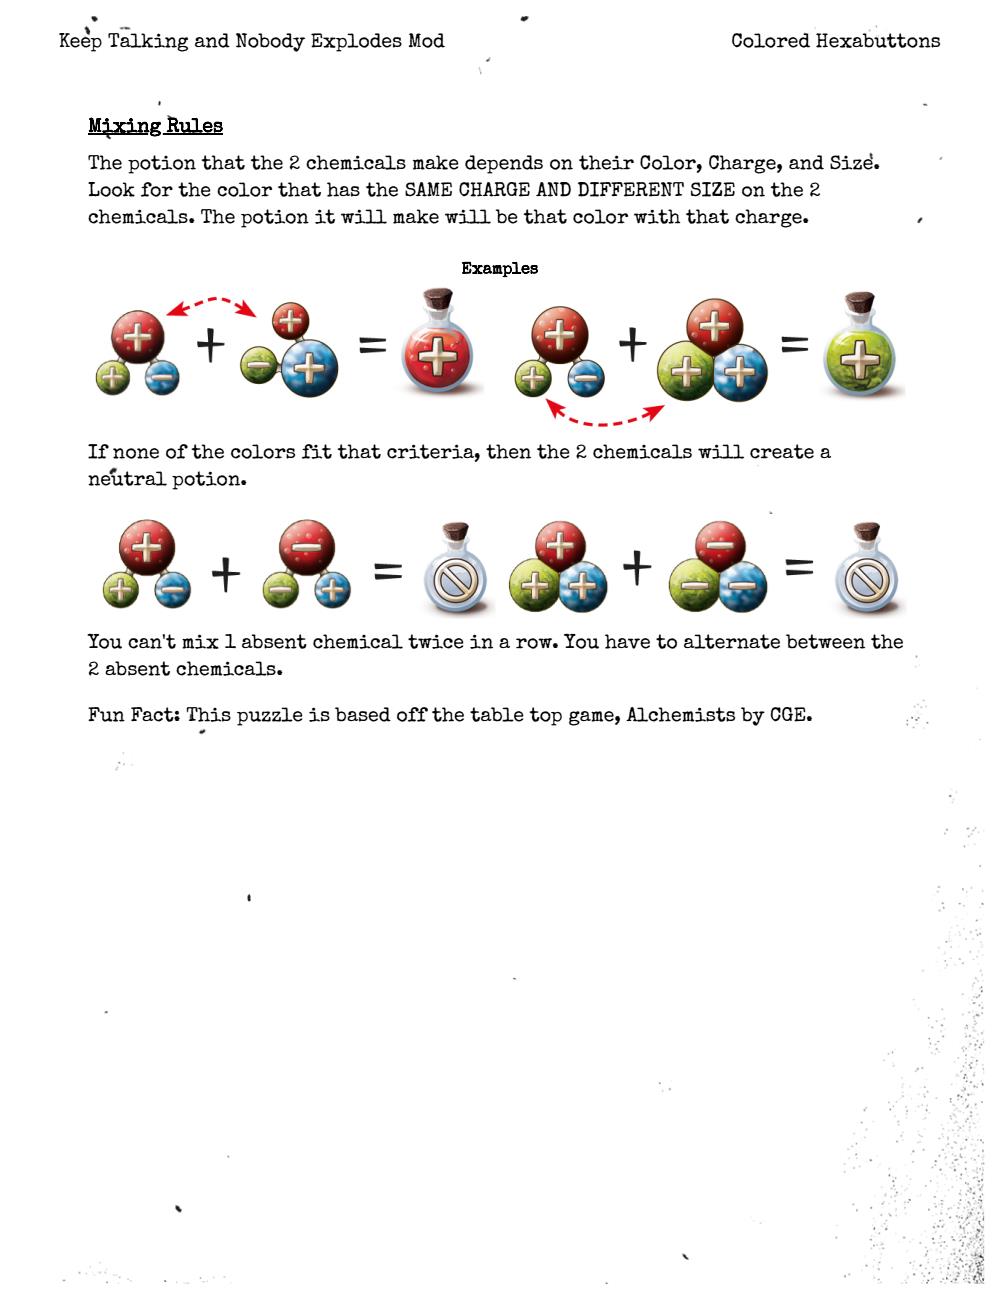 Keep Talking and Nobody Explodes Mod Colored Hexabuttons
Mixing Rules
The potion that the 2 chemicals make depends on their Color, Charge, and Size.
Look for the color that has the SAME CHARGE AND DIFFERENT SIZE on the 2
chemicals. The potion it will make will be that color with that charge.
Examples
+ + - + + - + = + + + - + + + + = +
If none of the colors fit that criteria, then the 2 chemicals will create a
neutral potion.
+ + - + - - + = + + + + - - - =
You can't mix 1 absent chemical twice in a row. You have to alternate between the
2 absent chemicals.
Fun Fact: This puzzle is based off the table top game, Alchemists by CGE.